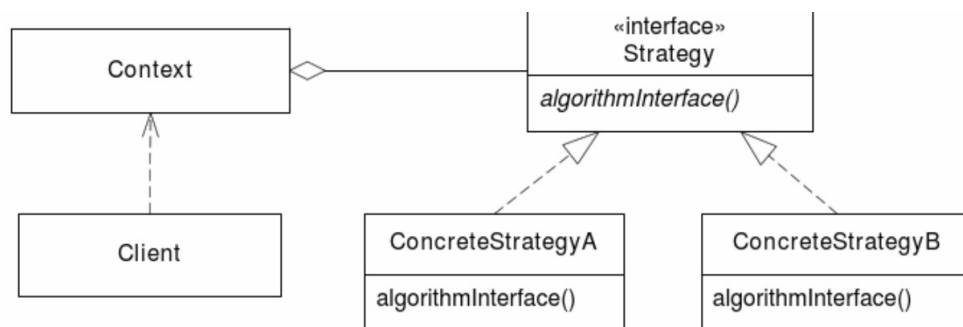 «interface»
Strategy
Context
algorithmInterface()
Client
ConcreteStrategyA
algorithmInterface()
ConcreteStrategyB
algorithmInterface()